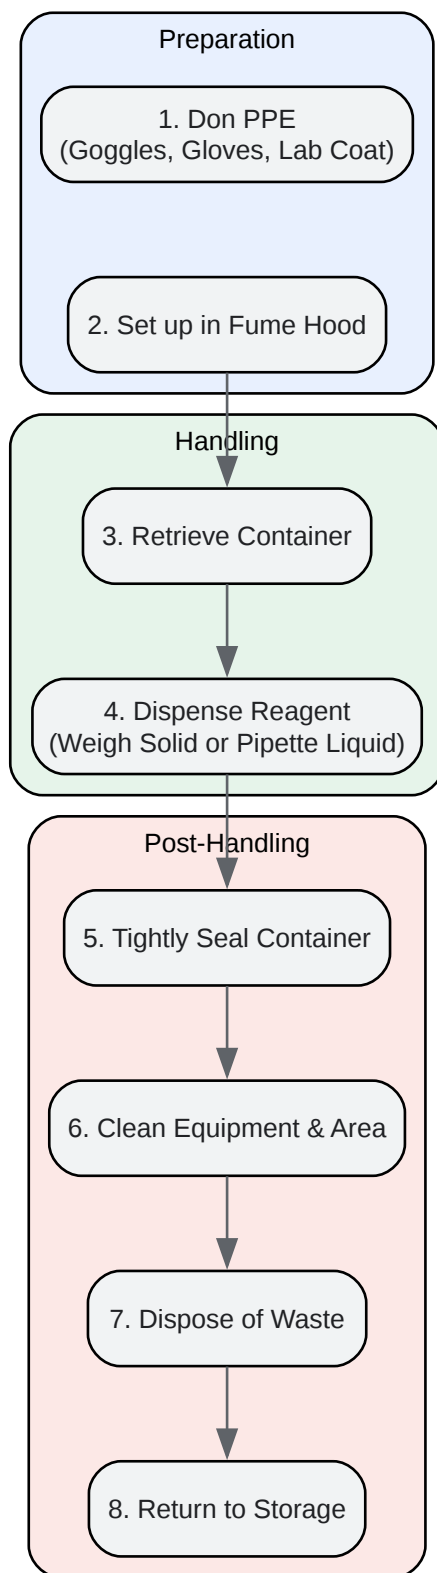 Preparation
1. Don PPE
(Goggles, Gloves, Lab Coat)
2. Set up in Fume Hood
Handling
3. Retrieve Container
4. Dispense Reagent
(Weigh Solid or Pipette Liquid)
Post-Handling
5. Tightly Seal Container
6. Clean Equipment & Area
7. Dispose of Waste
8. Return to Storage